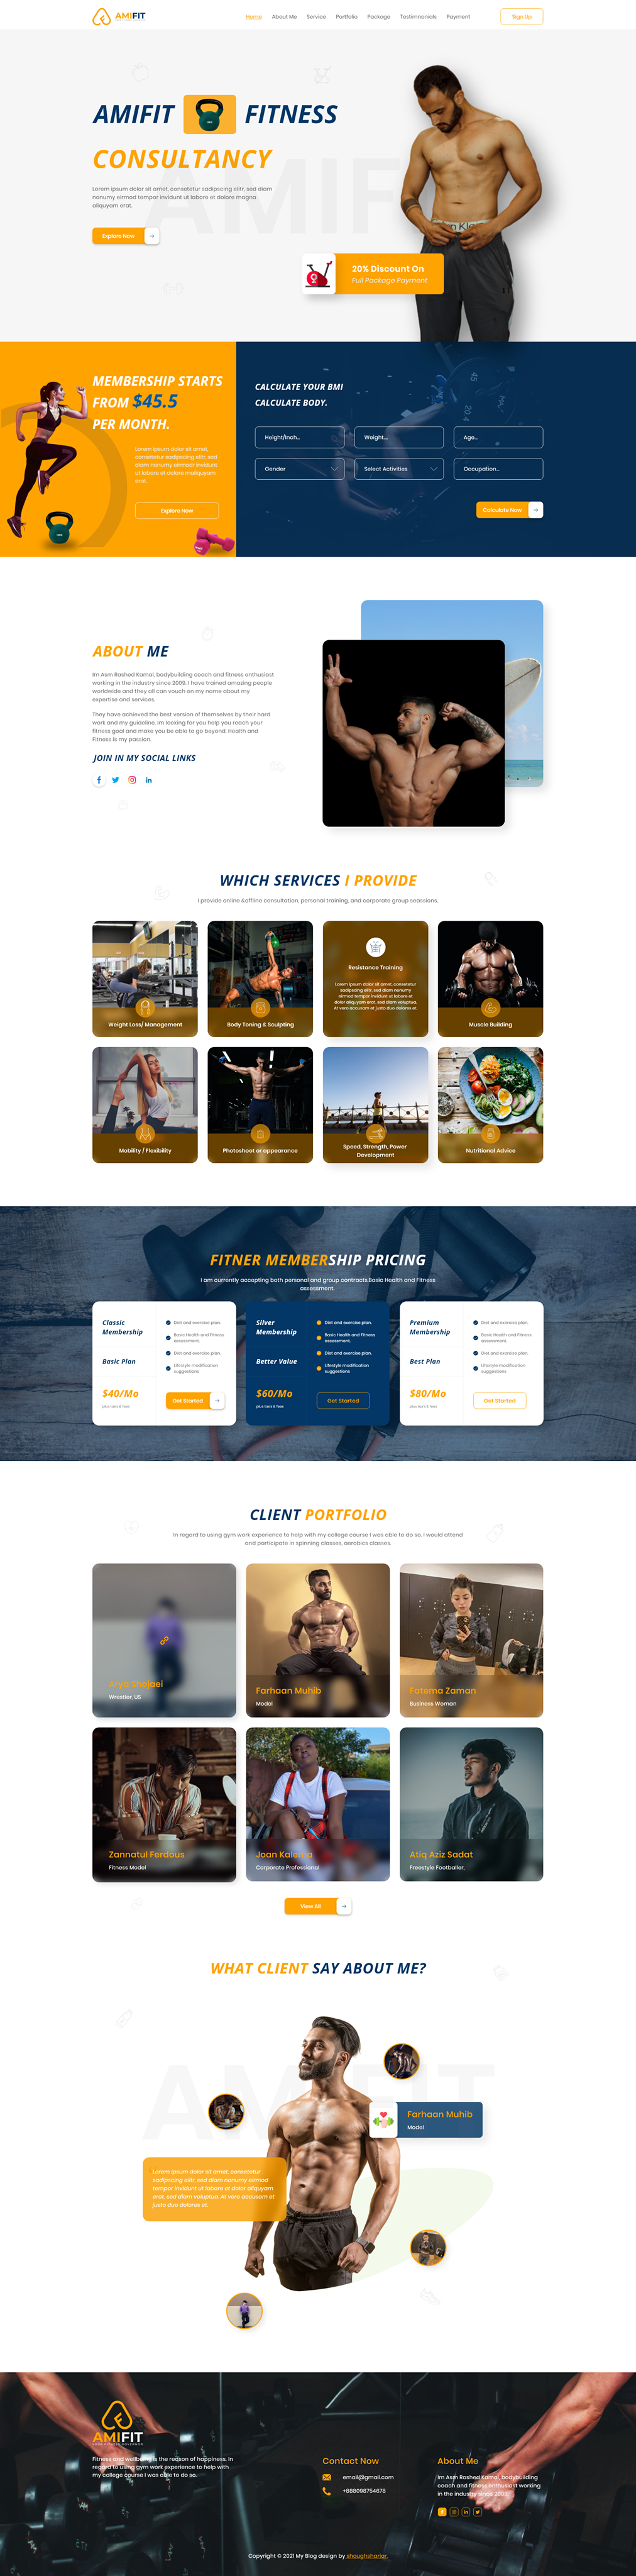 AMIFIT
Home About Me Service Portfolio Package Testimnonials Payment
Sign Up
AMIFIT FITNESS
CONSULTANCY
Lorem ipsum dolor sit amet, consetetur sadipscing elitr, sed diam
nonumy eirmod tempor invidunt ut labore et dolore magna
aliquyam erat.
Explore Now
20% Discount On
Full Package Payment
MEMBERSHIP STARTS
FROM $45.5
PER MONTH.
Lorem ipsum dolor sit amet,
consetetur sadipscing elitr, sed
diam nonumy eirmodr invidunt
ut labore et dolore maliquyam
erat.
Explore Now
CALCULATE YOUR BMI
CALCULATE BODY.
Height/Inch...
Weight....
Age...
Gender
Select Activities
Occupation...
Calculate Now
ABOUT ME
Im Asim Rashed Kamal, bodybuilding coach and fitness enthusiast
working in the industry since 2009. I have trained amazing people
worldwide and they all can vouch on my name about my
expertise and services.
They have achieved the best version of themselves by their hard
work and my guideline. Im looking for you help you reach your
Fitness goal and make you be able to go beyond. Health and
Fitness is my passion.
JOIN IN MY SOCIAL LINKS
WHICH SERVICES I PROVIDE
I provide online &offline consultation, personal training, and corporate group seassions.
Weight Loss/ Management
Body Toning & Sculpting
Resistance Training
Lorem ipsum dolor sit amet, consetetur
sadipscing elitr, sed diam nonumy
eirmod tempor invidunt ut labore et
dolor aliquyam erat, sed diam voluptua.
At vero accusam et justo duo dolores et.
Muscle Building
Mobility / Flexibility
Photoshoot or appearance
Speed, Strength, Power
Development
Nutritional Advice
FITNER MEMBERSHIP PRICING
I am currently accepting both personal and group contracts.Basic Health and Fitness
assessment.
Classic
Membership
Basic Plan
$40/Mo
plus taxs & fees
Diet and exercise plan.
Basic Health and Fitness
assessment.
Diet and exercise plan.
Lifestyle modification
suggestions
Get Started
Silver
Membership
Better Value
$60/Mo
plus taxs & fees
Diet and exercise plan.
Basic Health and Fitness
assessment.
Diet and exercise plan.
Lifestyle modification
suggestions
Get Started
Premium
Membership
Best Plan
$80/Mo
plus taxs & fees
Diet and exercise plan.
Basic Health and Fitness
assessment.
Diet and exercise plan.
Lifestyle modification
suggestions
Get Started
CLIENT PORTFOLIO
In regard to using gym work experience to help with my college course I was able to do so. I would attend
and participate in spinning classes, aerobics classes.
Arya Shojaei
Wrestler, US
Farhaan Muhib
Model
Fatema Zaman
Business Woman
Zannatul Ferdous
Fitness Model
Joan Kalema
Corporate Professional
Atiq Aziz Sadat
Freestyle Footballer,
View All
WHAT CLIENT SAY ABOUT ME?
AMIFIT
Farhaan Muhib
Model
Lorem ipsum dolor sit amet, consetetur
sadipscing elitr, sed diam nonumy eirmod
tempor invidunt ut labore et dolor aliquyam
erat, sed diam voluptua. At vero accusam et
justo duo dolores et.
AMIFIT
Fitness and wellbeing is the reason of happiness. In
regard to using gym work experience to help with
my college course I was able to do so.
Contact Now
email@gmail.com
+888098754678
About Me
Im Asim Rashed Kamal, bodybuilding
coach and fitness enthusiast working
in the industry since 2009.
Copyright © 2021 My Blog design by shoughshariar.